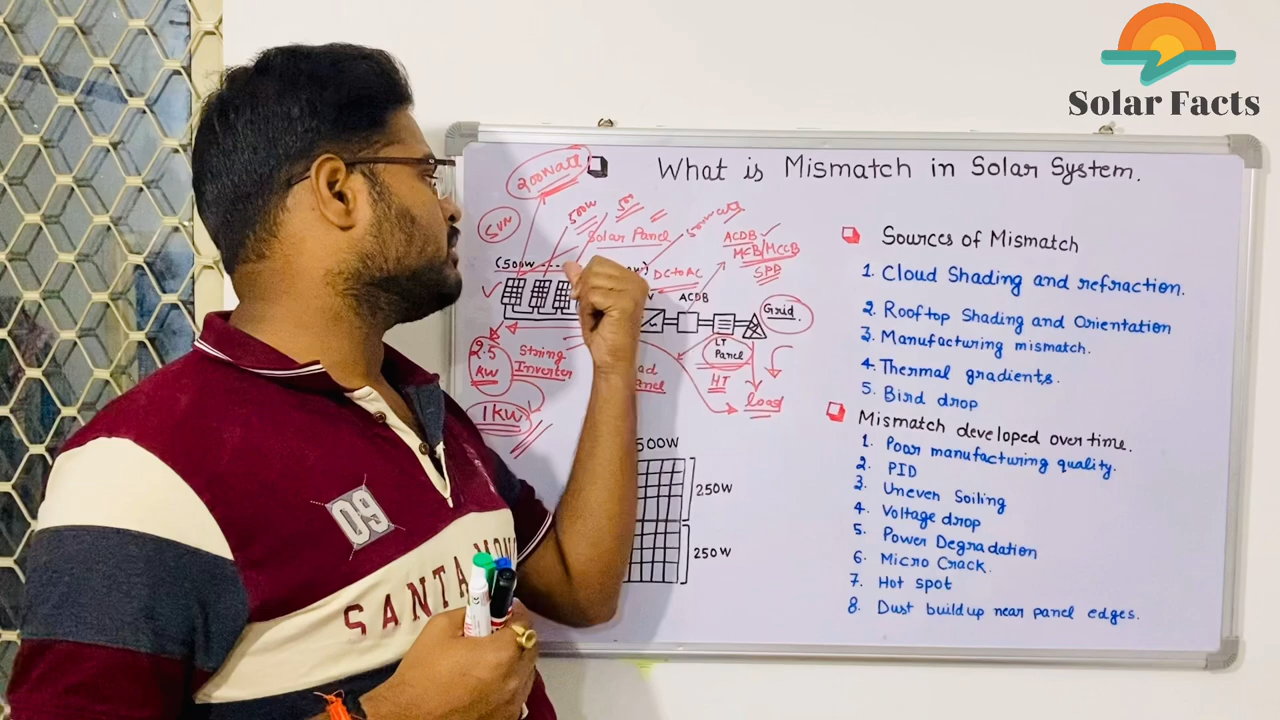 Solar Facts
What is Mismatch in Solar System.
200Watt
SUN
500W
500
500watt
Solar Panel
(500W ---
W)
DC to AC
ACDB
MCB/MCCB
SPD
ACDB
Grid.
LT
Panel
HT
load
2.5
KW
String
Inverter
1KW
500W
250W
250W
Sources of Mismatch
1. Cloud Shading and refraction.
2. Rooftop Shading and Orientation
3. Manufacturing mismatch.
4. Thermal gradients.
5. Bird drop
Mismatch developed over time.
1. Poor manufacturing quality.
2. PID
3. Uneven Soiling
4. Voltage drop
5. Power Degradation
6. Micro Crack.
7. Hot spot
8. Dust buildup near panel edges.
09
SANTA MON